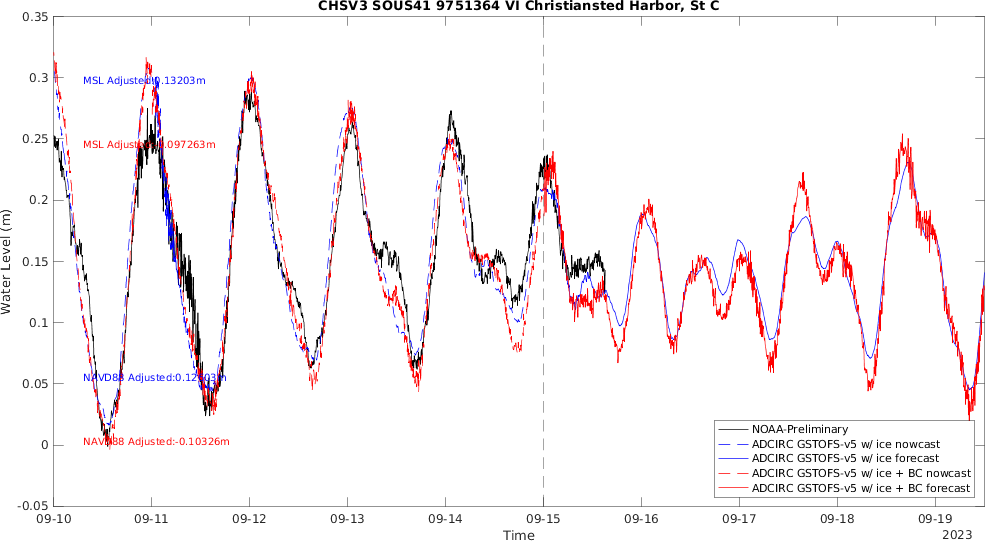 CHSV3 SOUS41 9751364 VI Christiansted Harbor, St C
0.35
0.3
0.25
0.2
0.15
0.1
0.05
0
-0.05
Water Level (m)
MSL Adjusted:0.13203m
MSL Adjusted:
.097263m
NAVD88 Adjusted:
NAVD88 Adjusted:-0.10326m
NOAA-Preliminary
ADCIRC GSTOFS-v5 w/ ice nowcast
ADCIRC GSTOFS-v5 w/ ice forecast
ADCIRC GSTOFS-v5 w/ ice + BC nowcast
ADCIRC GSTOFS-v5 w/ ice + BC forecast
09-10 09-11 09-12 09-13 09-14 09-15 09-16 09-17 09-18 09-19
Time
2023